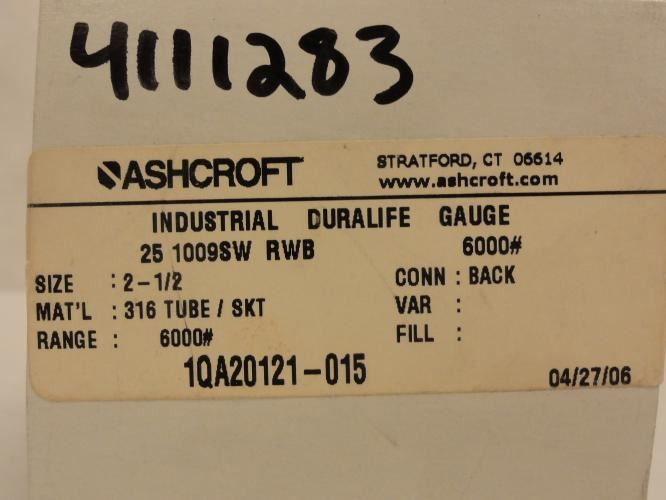 4111283
ASHCROFT
STRATFORD, CT 06614
www.ashcroft.com
INDUSTRIAL DURALIFE GAUGE
25 1009SW RWB 6000#
SIZE : 2-1/2 CONN : BACK
MAT'L : 316 TUBE / SKT VAR :
RANGE : 6000# FILL :
1QA20121-015 04/27/06